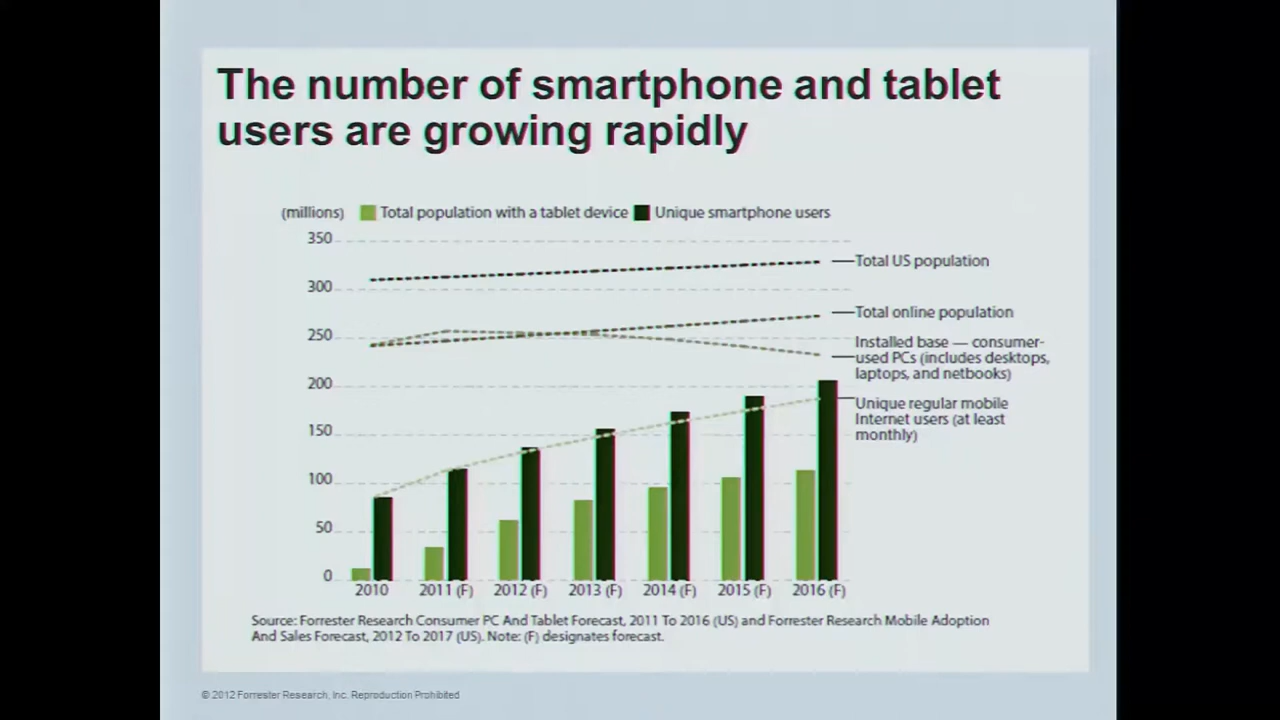 The number of smartphone and tablet
users are growing rapidly
(millions) Total population with a tablet device Unique smartphone users
350
300
250
200
150
100
50
0
Total US population
Total online population
Installed base — consumer-
used PCs (includes desktops,
laptops, and netbooks)
Unique regular mobile
Internet users (at least
monthly)
2010 2011 (F) 2012 (F) 2013 (F) 2014 (F) 2015 (F) 2016 (F)
Source: Forrester Research Consumer PC And Tablet Forecast, 2011 To 2016 (US) and Forrester Research Mobile Adoption
And Sales Forecast, 2012 To 2017 (US). Note: (F) designates forecast.
© 2012 Forrester Research, Inc. Reproduction Prohibited